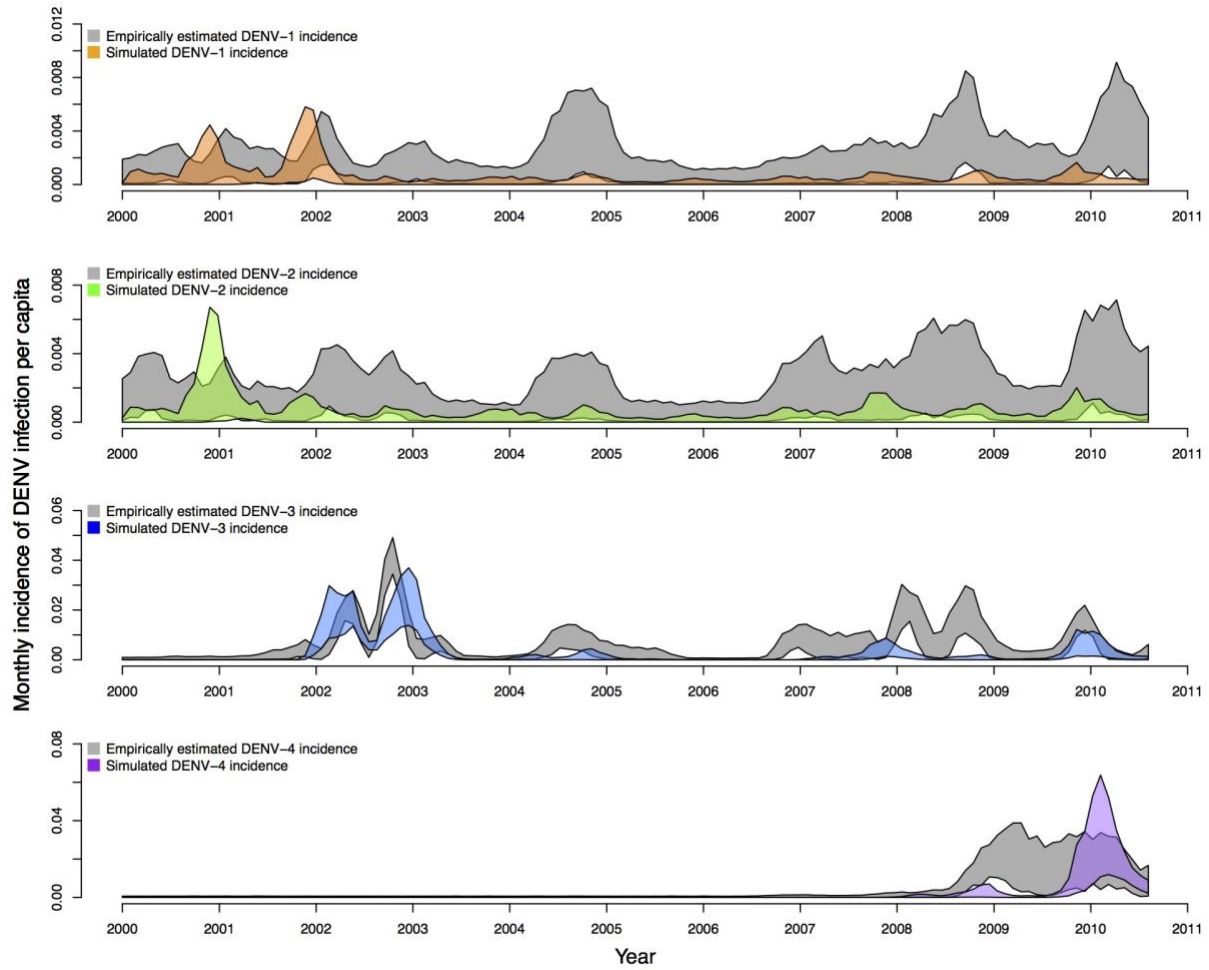 0.012
0.008
0.004
0.000
Empirically estimated DENV−1 incidence
Simulated DENV−1 incidence
2000 2001 2002 2003 2004 2005 2006 2007 2008 2009 2010 2011
0.008
0.004
0.000
Empirically estimated DENV−2 incidence
Simulated DENV−2 incidence
2000 2001 2002 2003 2004 2005 2006 2007 2008 2009 2010 2011
Monthly incidence of DENV infection per capita
0.06
0.04
0.02
0.00
Empirically estimated DENV−3 incidence
Simulated DENV−3 incidence
2000 2001 2002 2003 2004 2005 2006 2007 2008 2009 2010 2011
0.08
0.04
0.00
Empirically estimated DENV−4 incidence
Simulated DENV−4 incidence
2000 2001 2002 2003 2004 2005 2006 2007 2008 2009 2010 2011
Year